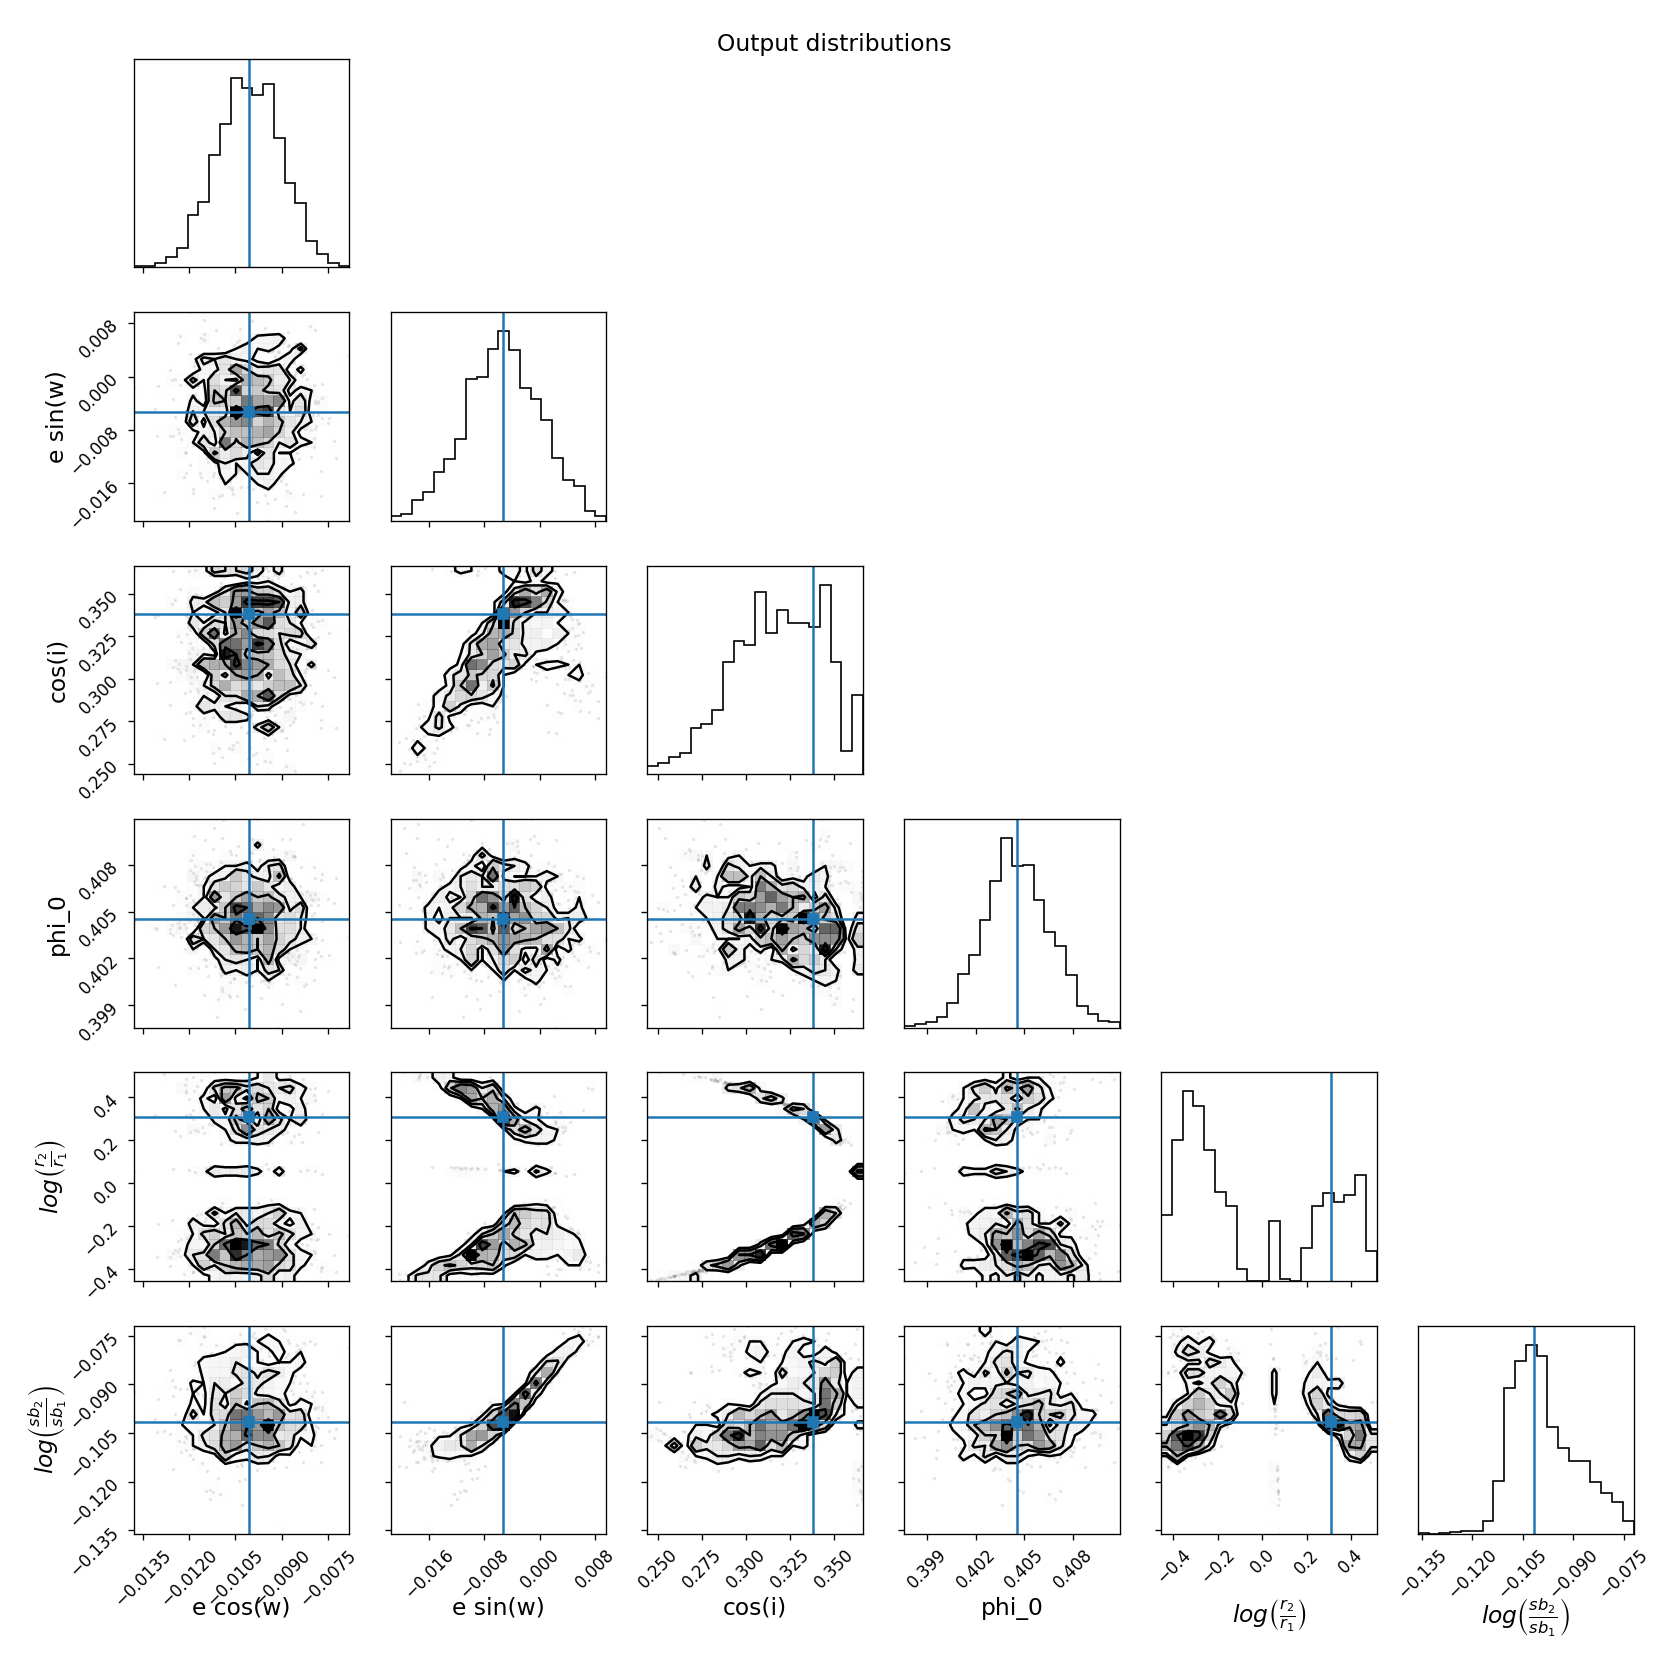 Output distributions
0.008
0.000
−0.008
−0.016
e sin(w)
0.350
0.325
0.300
0.275
0.250
cos(i)
0.408
0.405
0.402
0.399
phi_0
0.4
0.2
0.0
−0.2
−0.4
log(r2/r1)
−0.075
−0.090
−0.105
−0.120
−0.135
log(sb2/sb1)
−0.0135 −0.0120 −0.0105 −0.0090 −0.0075
−0.016 −0.008 0.000 0.008
0.250 0.275 0.300 0.325 0.350
0.399 0.402 0.405 0.408
−0.4 −0.2 0.0 0.2 0.4
−0.135 −0.120 −0.105 −0.090 −0.075
e cos(w) e sin(w) cos(i) phi_0 log(r2/r1) log(sb2/sb1)